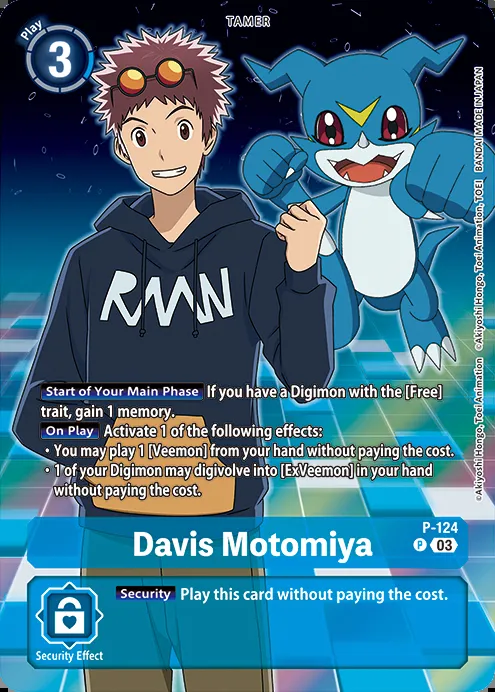 TAMER
Play
3
RMN
Start of Your Main Phase If you have a Digimon with the [Free]
trait, gain 1 memory.
On Play Activate 1 of the following effects:
・You may play 1 [Veemon] from your hand without paying the cost.
・1 of your Digimon may digivolve into [ExVeemon] in your hand
without paying the cost.
P-124
P 03
Davis Motomiya
Security Play this card without paying the cost.
Security Effect
©Akiyoshi Hongo, Toei Animation ©Akiyoshi Hongo, Toei Animation, TOEI BANDAI MADE IN JAPAN